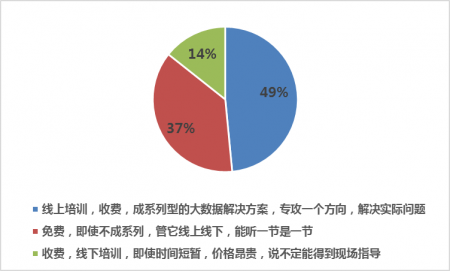 14%
49%
37%
线上培训，收费，成系列型的大数据解决方案，专攻一个方向，解决实际问题
免费，即使不成系列，管它线上线下，能听一节是一节
收费，线下培训，即使时间短暂，价格昂贵，说不定能得到现场指导